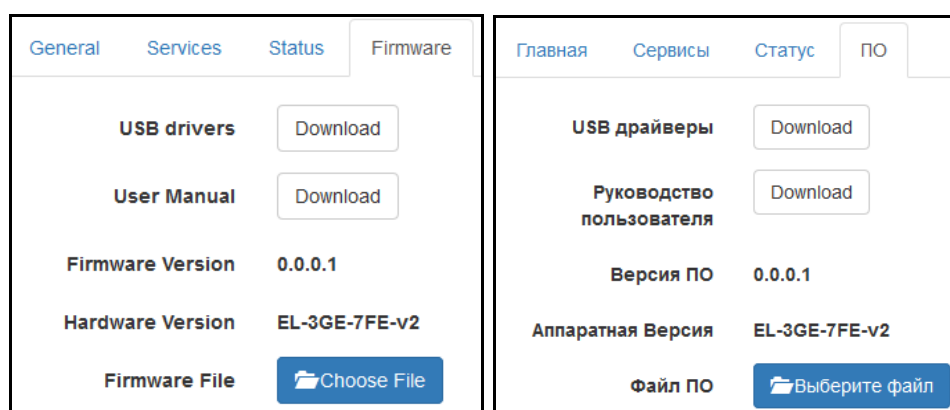 General Services Status Firmware
USB drivers Download
User Manual Download
Firmware Version 0.0.0.1
Hardware Version EL-3GE-7FE-v2
Firmware File Choose File
Главная Сервисы Статус ПО
USB драйверы Download
Руководство Download
пользователя
Версия ПО 0.0.0.1
Аппаратная Версия EL-3GE-7FE-v2
Файл ПО Выберите файл